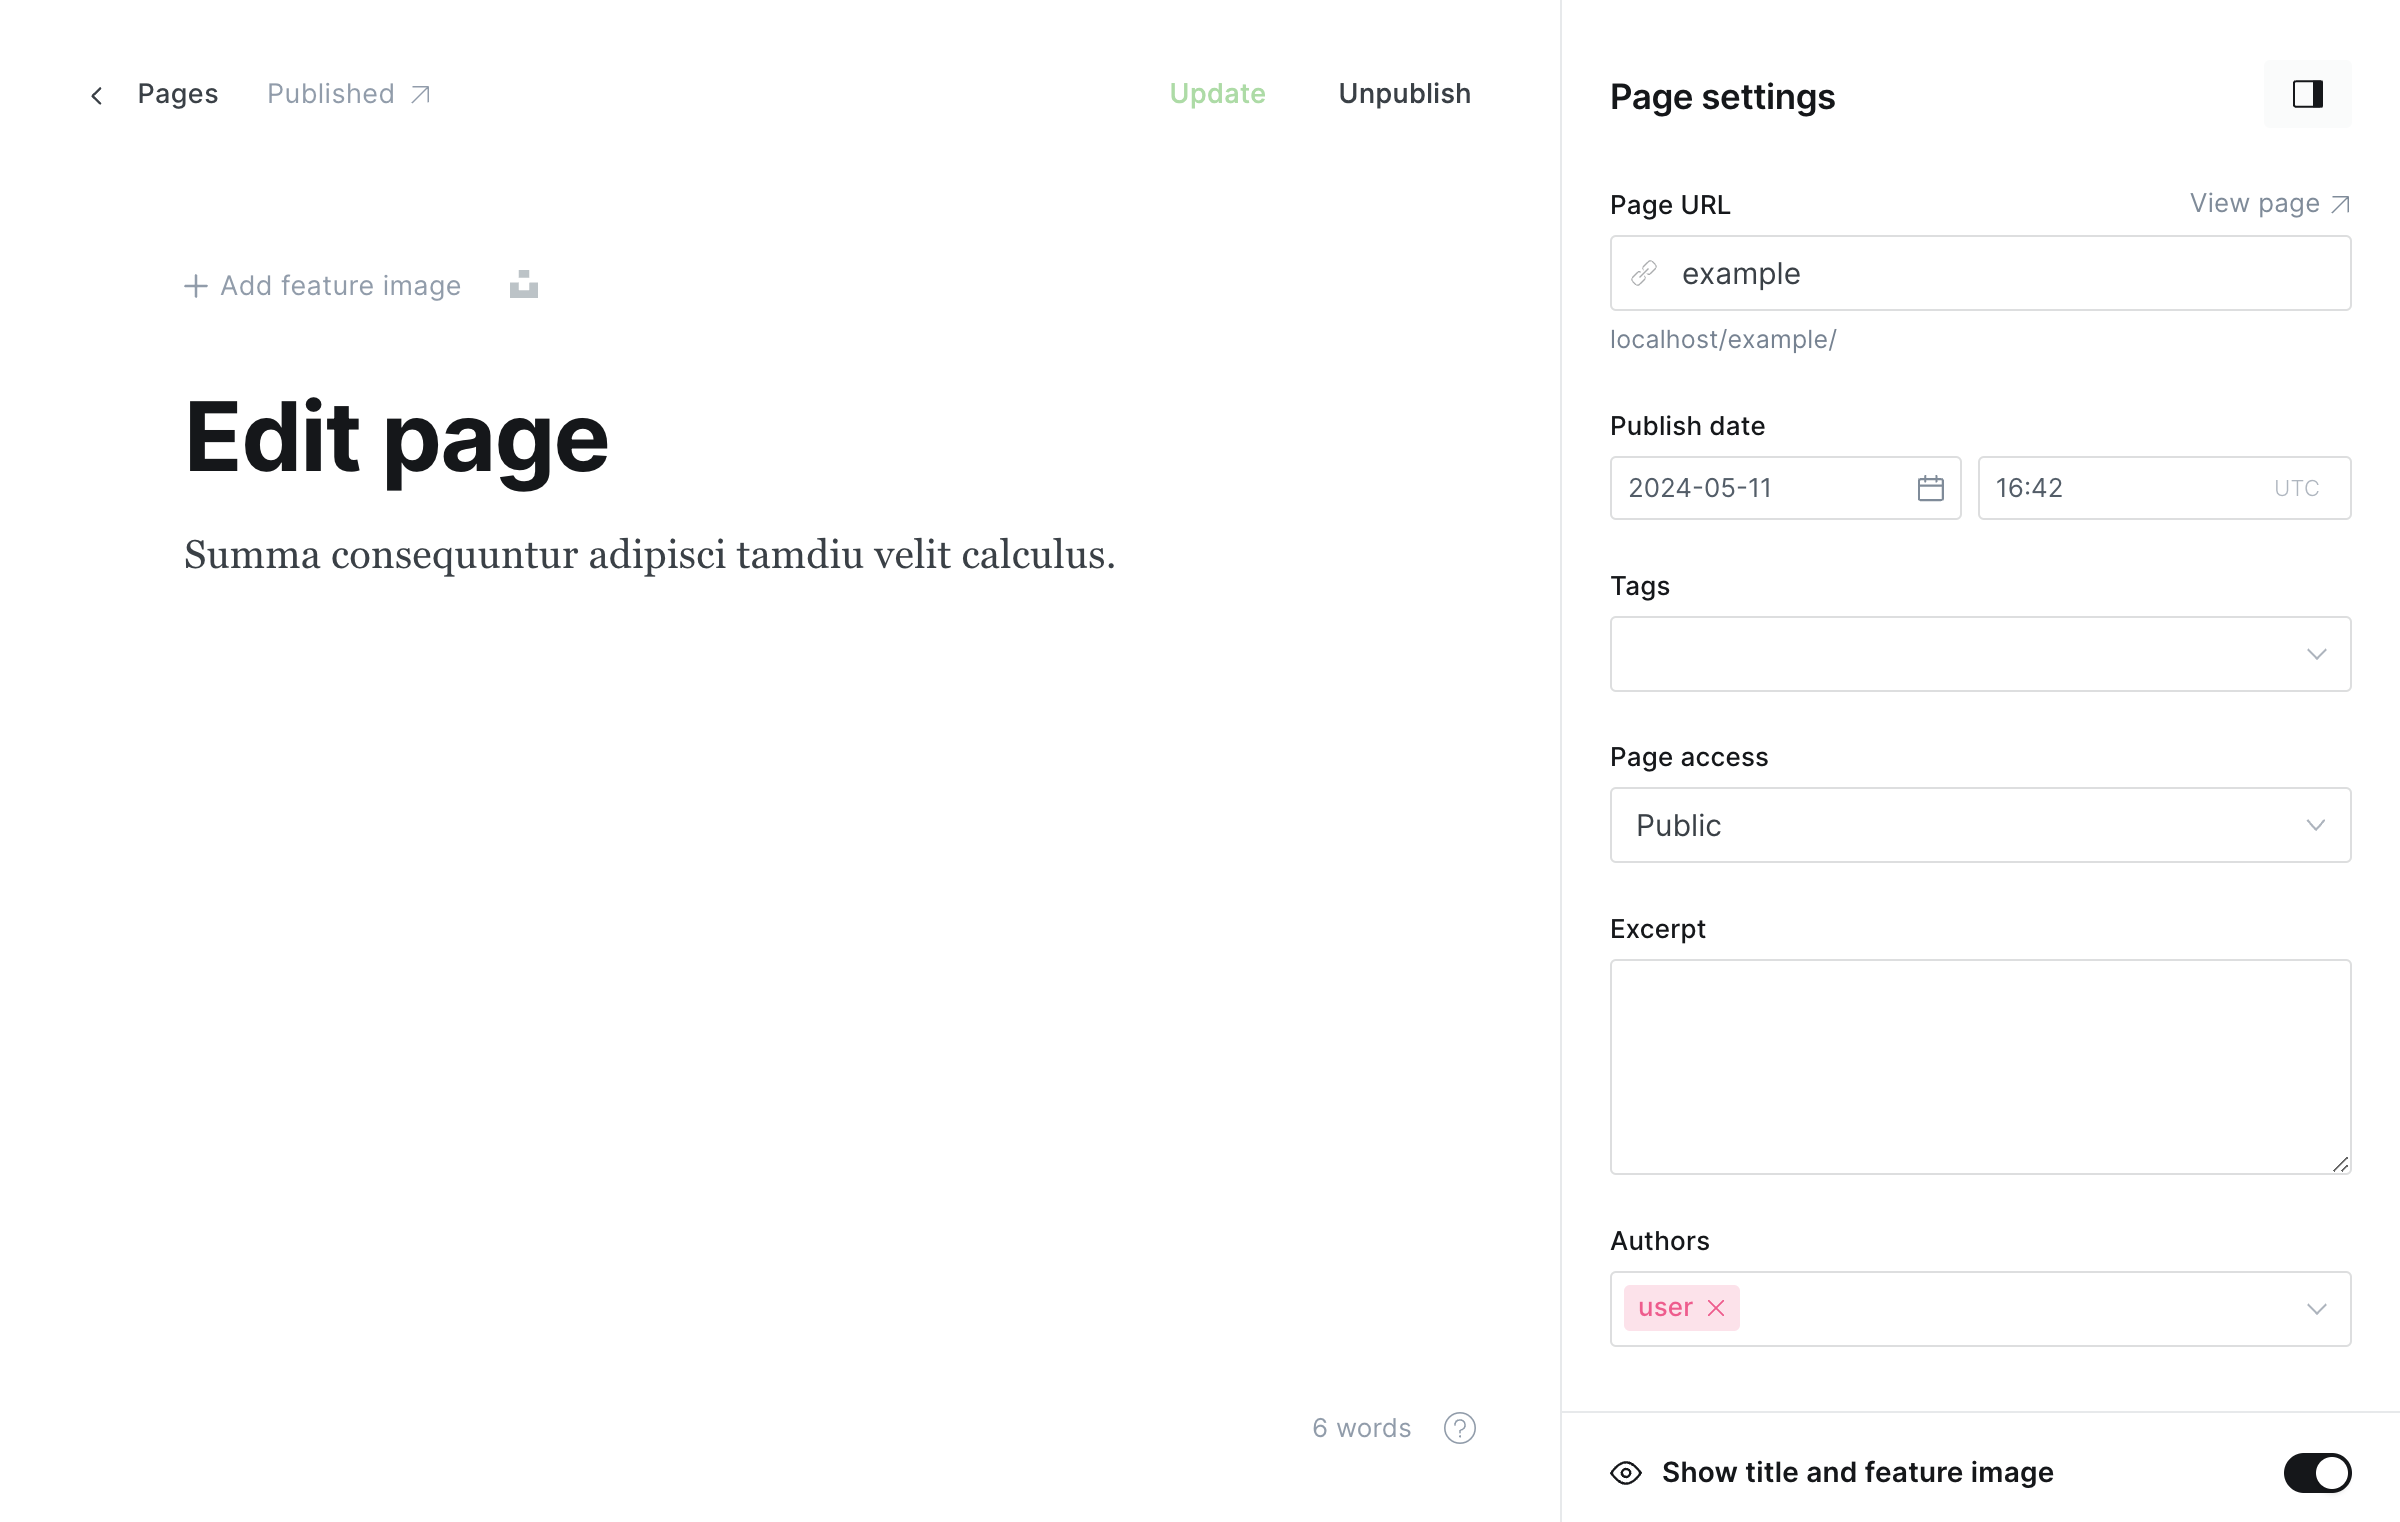 Pages Published
Update Unpublish
Add feature image
Edit page
Summa consequuntur adipisci tamdiu velit calculus.
6 words ?
Page settings
Page URL View page
example
localhost/example/
Publish date
2024-05-11 16:42 UTC
Tags
Page access
Public
Excerpt
Authors
user
Show title and feature image